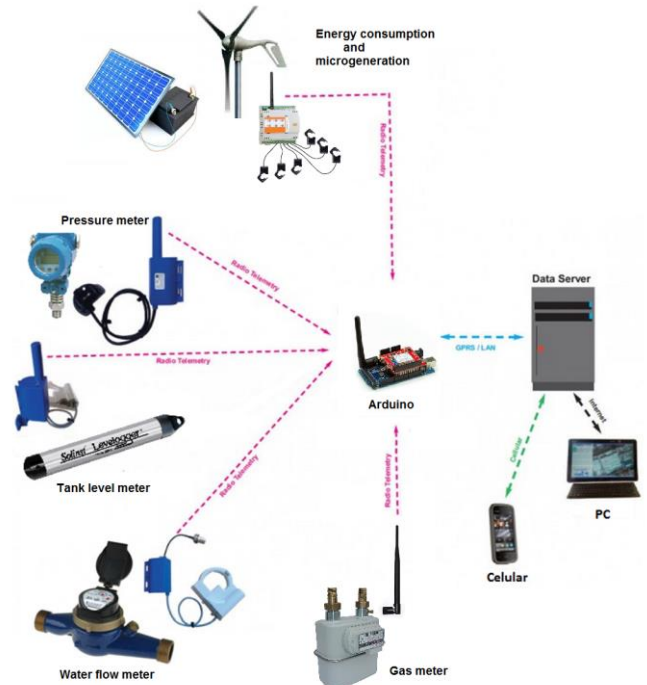 Energy consumption
and
microgeneration
Radio Telemetry
Pressure meter
Radio Telemetry
Data Server
Radio Telemetry
GPRS / LAN
Arduino
Solinst Levelogger
Tank level meter
Radio Telemetry
Radio Telemetry
Cellular
Internet
PC
Celular
Water flow meter
Gas meter